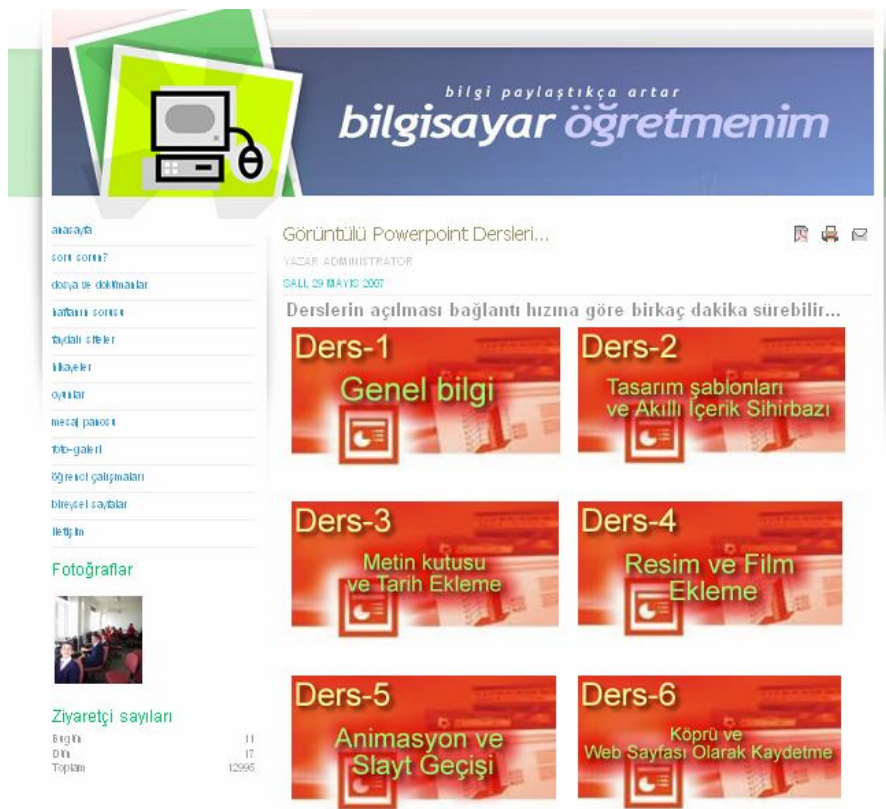 bilgi paylaştıkça artar
bilgisayar öğretmenim
anasayfa
soru sorun?
dosya ve dokümanlar
haftanın sorusu
faydalı siteler
hikayeler
oyunlar
mesaj panosu
foto-galeri
öğrenci çalışmaları
bireysel sayfalar
iletişim
Fotoğraflar
Ziyaretçi sayıları
Bugün 11
Dün 17
Toplam 12995
Görüntülü Powerpoint Dersleri...
YAZAR ADMINISTRATOR
SALI, 29 MAYIS 2007
Derslerin açılması bağlantı hızına göre birkaç dakika sürebilir...
Ders-1
Genel bilgi
Ders-2
Tasarım şablonları
ve Akıllı İçerik Sihirbazı
Ders-3
Metin kutusu
ve Tarih Ekleme
Ders-4
Resim ve Film
Ekleme
Ders-5
Animasyon ve
Slayt Geçişi
Ders-6
Köprü ve
Web Sayfası Olarak Kaydetme